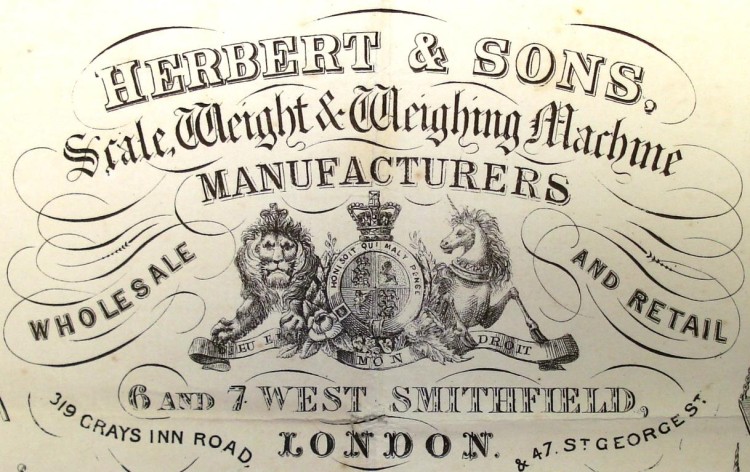 HERBERT & SONS,
Scale, Weight & Weighing Machine
MANUFACTURERS
WHOLESALE AND RETAIL
HONI SOIT QUI MAL Y PENSE
DIEU ET MON DROIT
6 AND 7 WEST SMITHFIELD,
319 GRAYS INN ROAD, LONDON. & 47. ST GEORGE ST